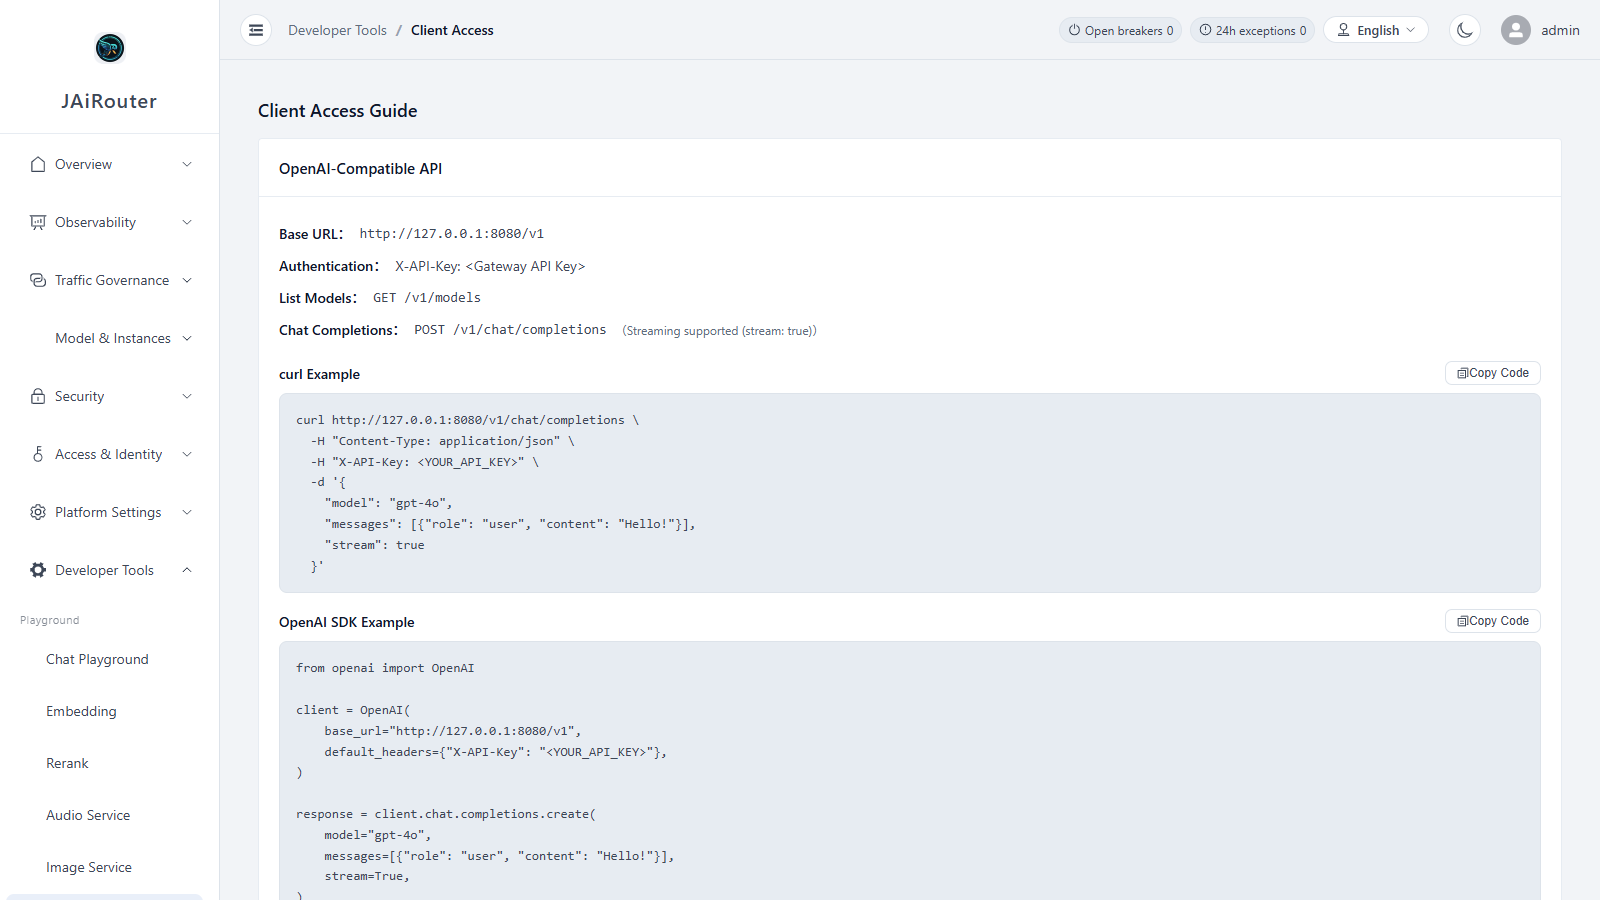 JAiRouter
Overview
Observability
Traffic Governance
Model & Instances
Security
Access & Identity
Platform Settings
Developer Tools
Playground
Chat Playground
Embedding
Rerank
Audio Service
Image Service
Developer Tools / Client Access
Open breakers 0
24h exceptions 0
English
admin
Client Access Guide
OpenAI-Compatible API
Base URL： http://127.0.0.1:8080/v1
Authentication： X-API-Key: <Gateway API Key>
List Models： GET /v1/models
Chat Completions： POST /v1/chat/completions （Streaming supported (stream: true)）
curl Example
Copy Code
curl http://127.0.0.1:8080/v1/chat/completions \
  -H "Content-Type: application/json" \
  -H "X-API-Key: <YOUR_API_KEY>" \
  -d '{
    "model": "gpt-4o",
    "messages": [{"role": "user", "content": "Hello!"}],
    "stream": true
  }'
OpenAI SDK Example
Copy Code
from openai import OpenAI
client = OpenAI(
    base_url="http://127.0.0.1:8080/v1",
    default_headers={"X-API-Key": "<YOUR_API_KEY>"},
)
response = client.chat.completions.create(
    model="gpt-4o",
    messages=[{"role": "user", "content": "Hello!"}],
    stream=True,
)